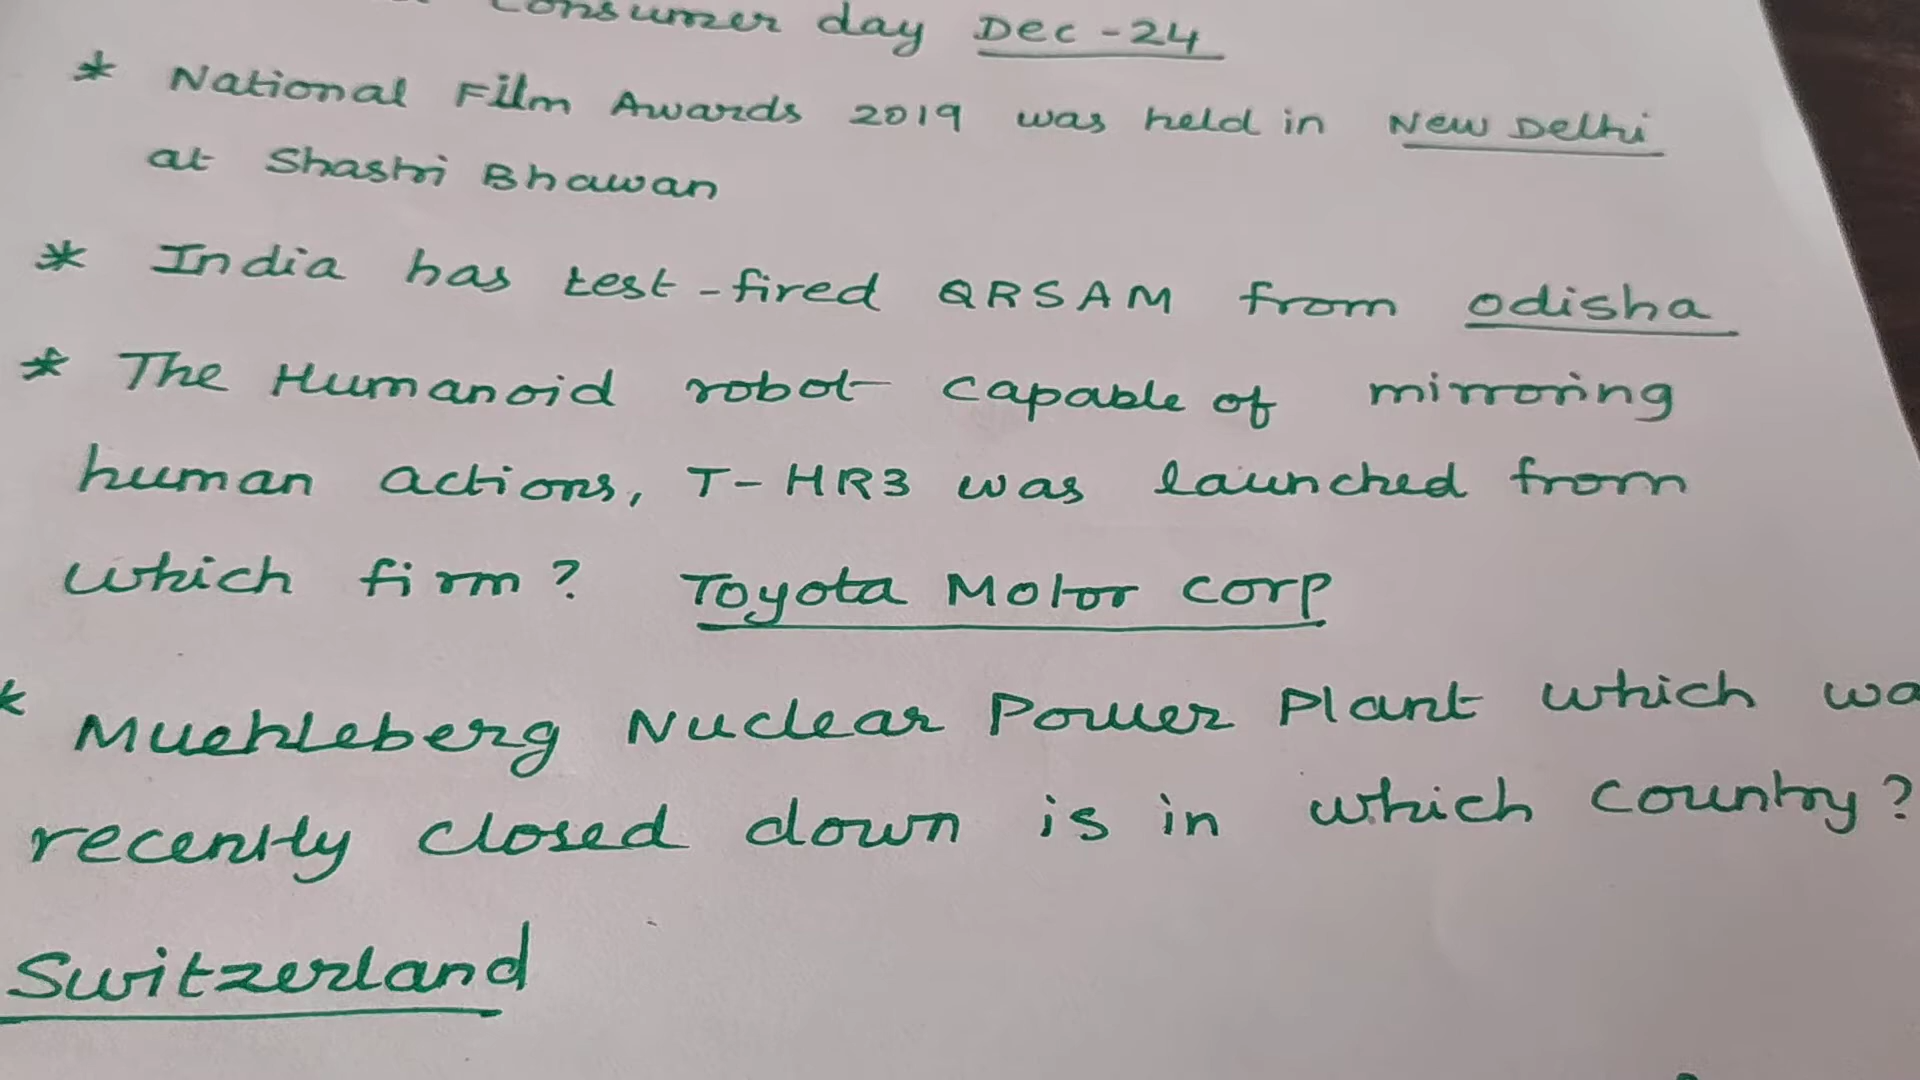 Consumer day Dec-24
* National Film Awards 2019 was held in New Delhi
at Shastri Bhawan
* India has test-fired QRSAM from odisha
* The Humanoid robot capable of mirroring
human actions, T-HR3 was launched from
which firm? Toyota Motor corp
* Muehleberg Nuclear Power Plant which wa
recently closed down is in which country?
Switzerland